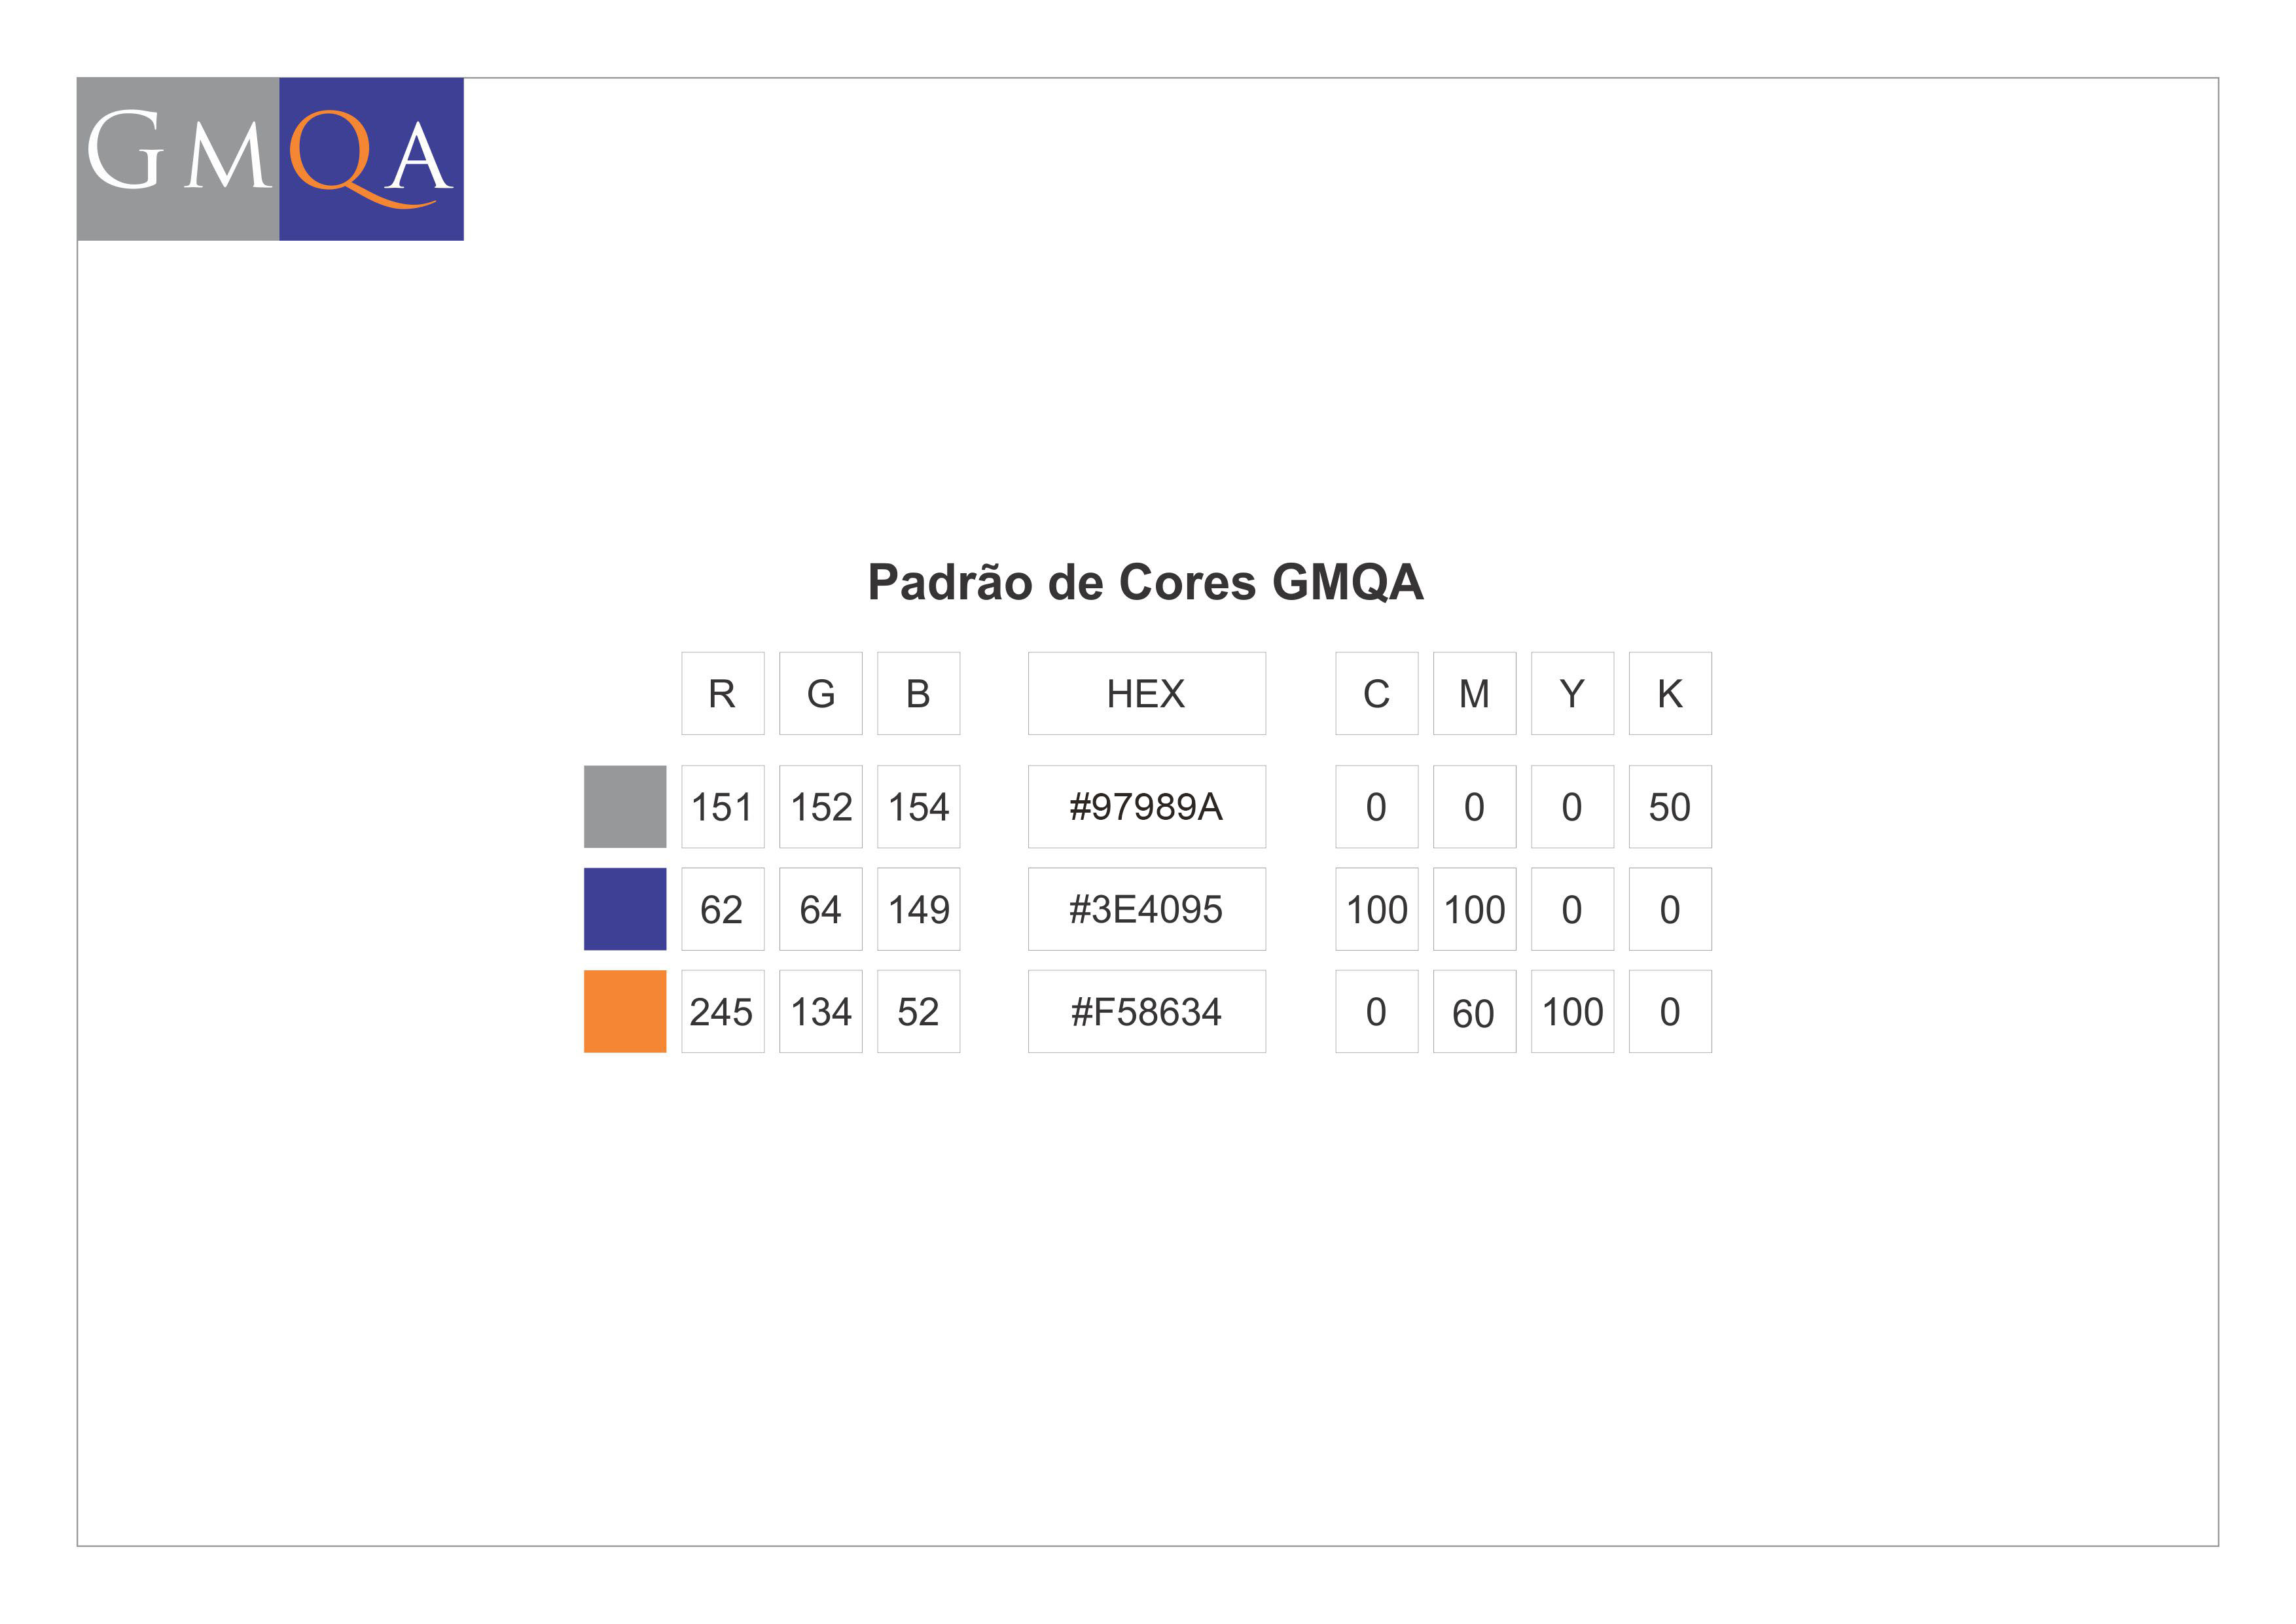 GMQA
Padrão de Cores GMQA
R G B HEX C M Y K
151 152 154 #97989A 0 0 0 50
62 64 149 #3E4095 100 100 0 0
245 134 52 #F58634 0 60 100 0